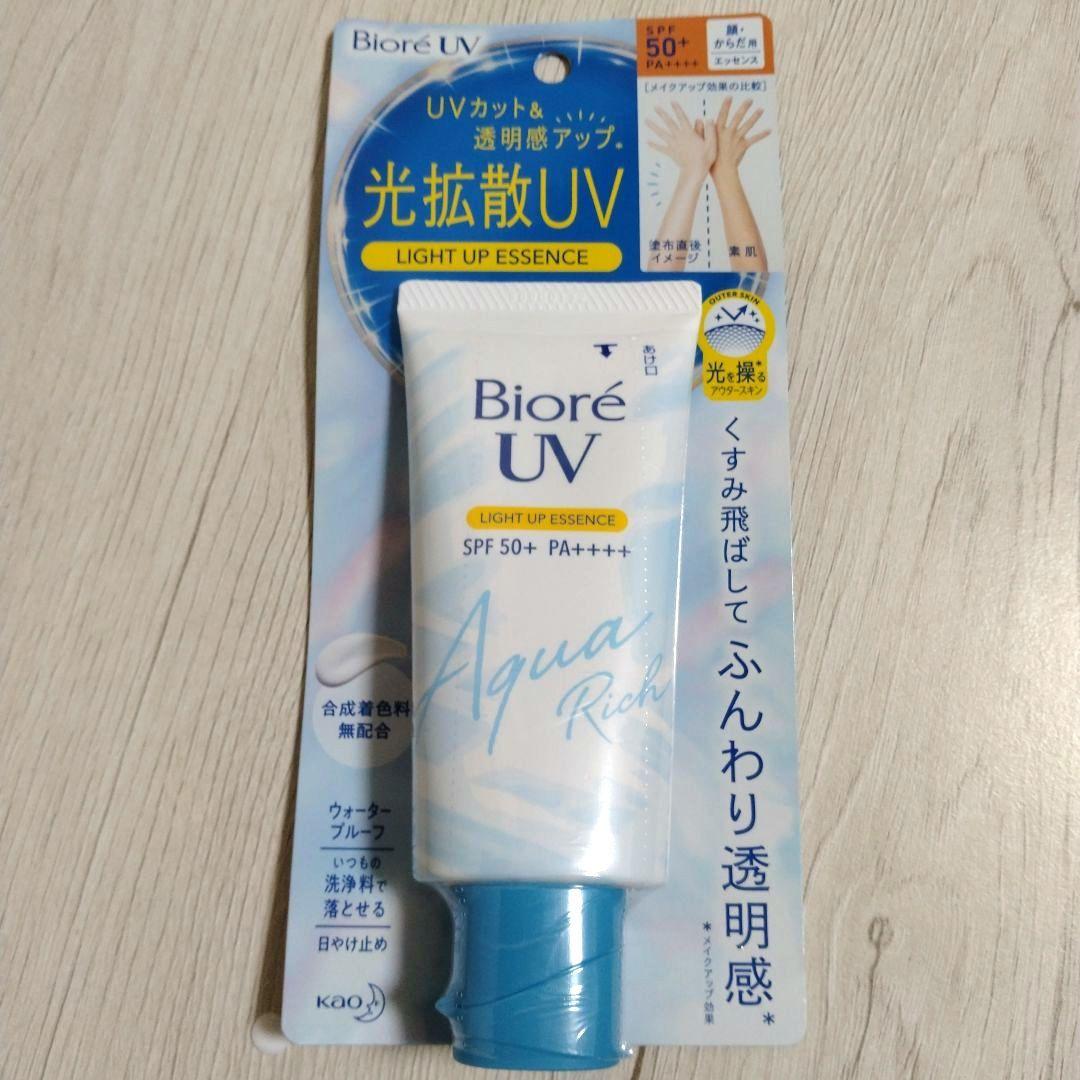 Bioré UV
SPF
50+
PA++++
顔・
からだ用
エッセンス
UVカット&
透明感アップ*
光拡散UV
LIGHT UP ESSENCE
[メイクアップ効果の比較]
塗布直後
イメージ
素肌
OUTER SKIN
光を操る*
アウタースキン
あけ口
Bioré
UV
LIGHT UP ESSENCE
SPF 50+ PA++++
Aqua
Rich
くすみ飛ばしてふんわり透明感*
*メイクアップ効果
合成着色料
無配合
ウォーター
プルーフ
いつもの
洗浄料で
落とせる
日やけ止め
Kao